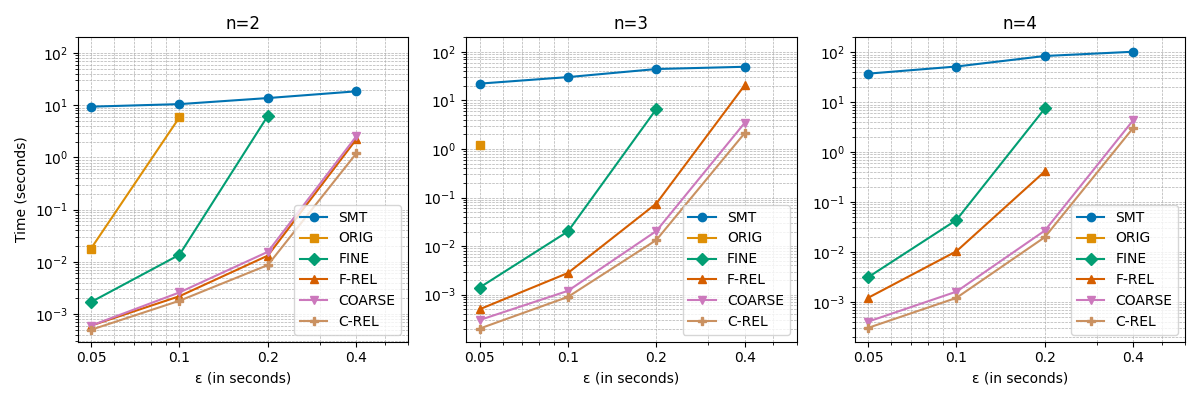 n=2
10²
10¹
10⁰
10⁻¹
10⁻²
10⁻³
Time (seconds)
0.05 0.1 0.2 0.4
ε (in seconds)
SMT
ORIG
FINE
F-REL
COARSE
C-REL
n=3
10²
10¹
10⁰
10⁻¹
10⁻²
10⁻³
0.05 0.1 0.2 0.4
ε (in seconds)
SMT
ORIG
FINE
F-REL
COARSE
C-REL
n=4
10²
10¹
10⁰
10⁻¹
10⁻²
10⁻³
0.05 0.1 0.2 0.4
ε (in seconds)
SMT
ORIG
FINE
F-REL
COARSE
C-REL